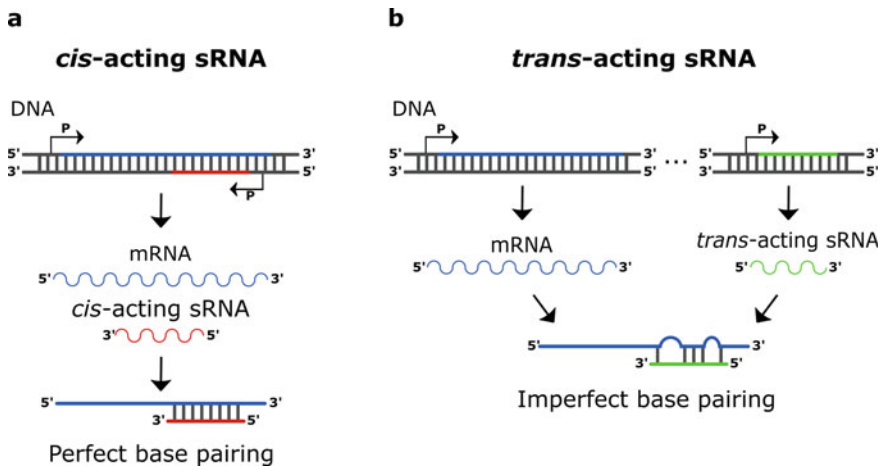 a
cis-acting sRNA
DNA
P
5' 3'
3' 5'
P
mRNA
5' 3'
cis-acting sRNA
3' 5'
5' 3'
3' 5'
Perfect base pairing
b
trans-acting sRNA
DNA
P P
5' 3' ... 5' 3'
3' 5' 3' 5'
mRNA
trans-acting sRNA
5' 3' 5' 3'
5' 3'
3' 5'
Imperfect base pairing